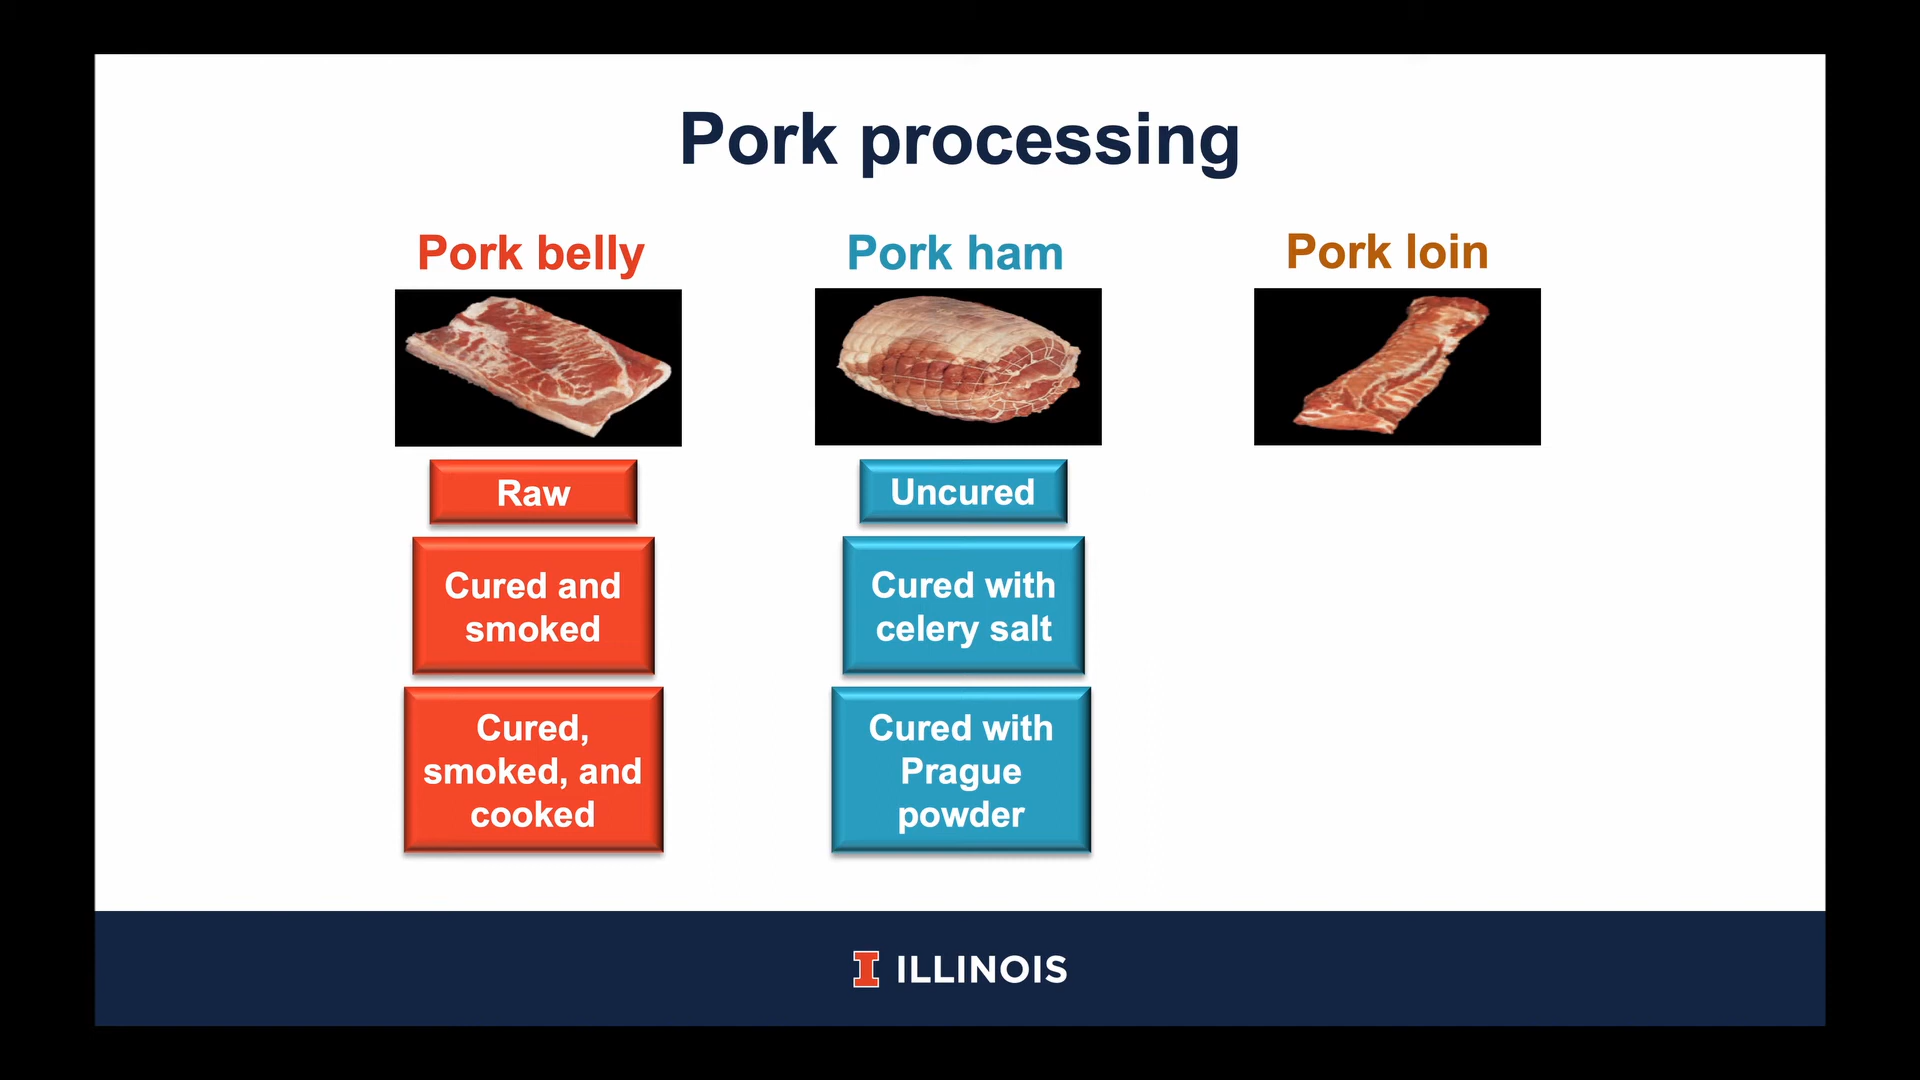 Pork processing
Pork belly
Pork ham
Pork loin
Raw
Uncured
Cured and
smoked
Cured with
celery salt
Cured,
smoked, and
cooked
Cured with
Prague
powder
I ILLINOIS